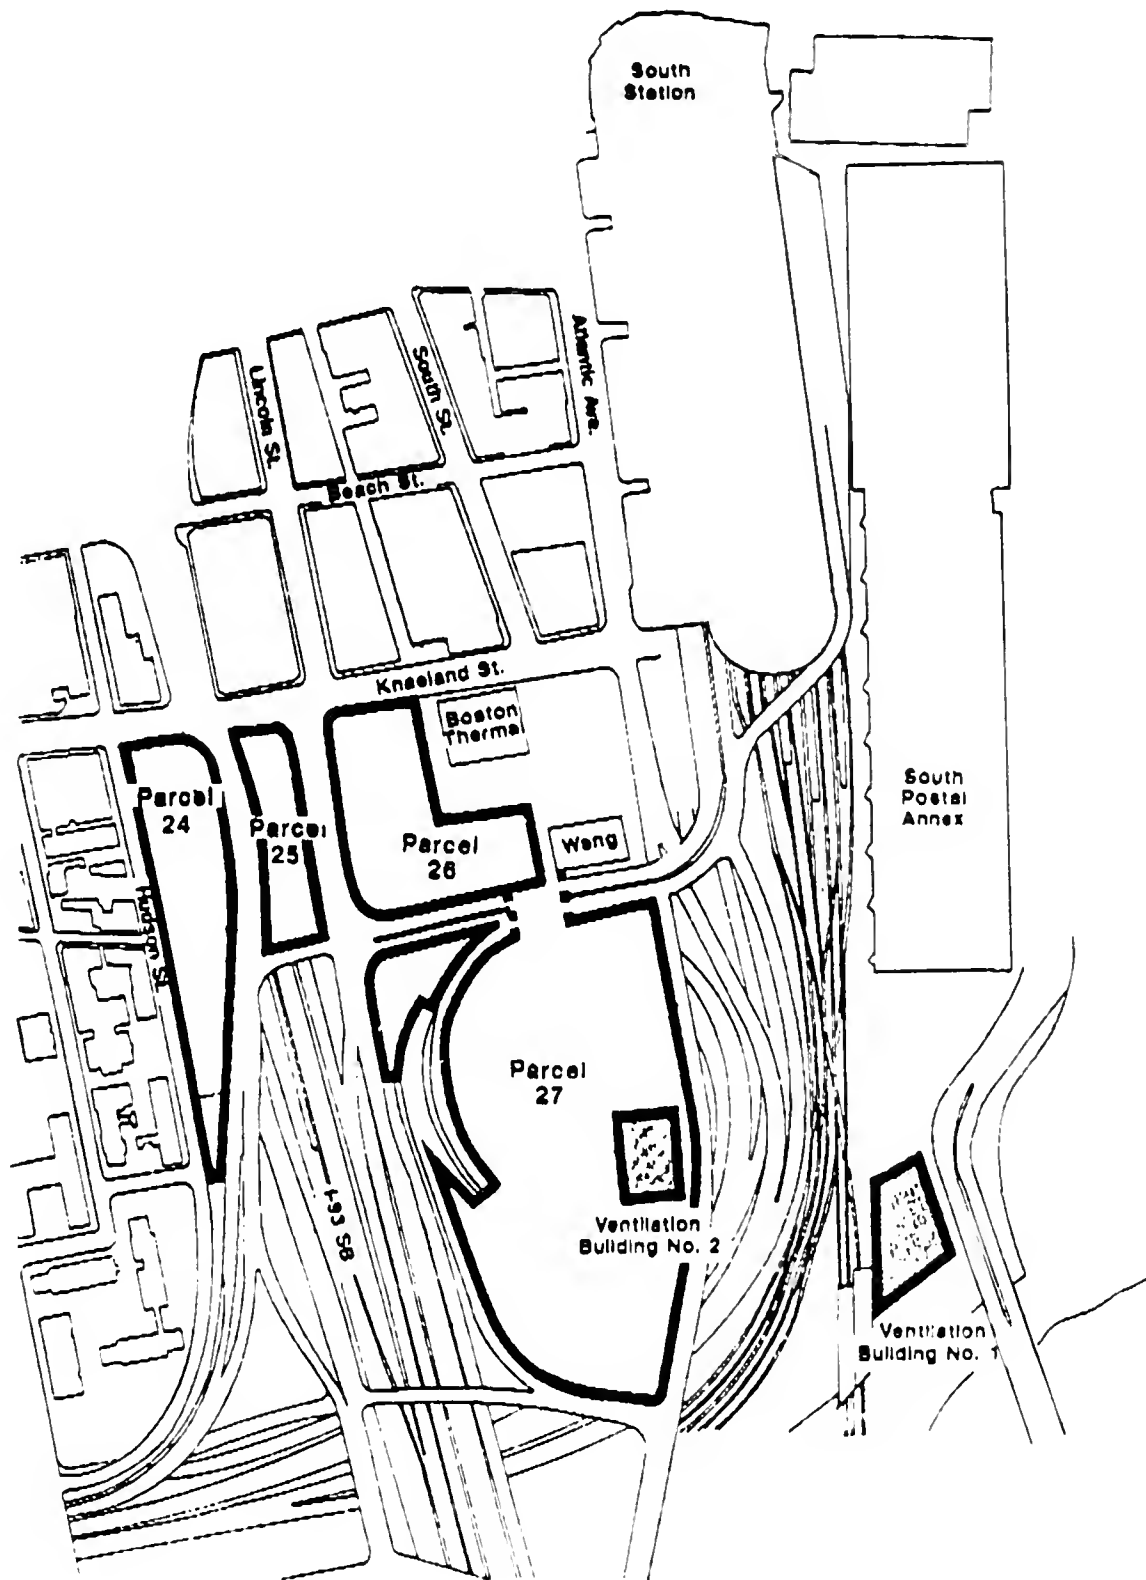 South
Station
Atlantic Ave.
South St.
Lincoln St.
Beach St.
Kneeland St.
Boston
Thermal
Parcel
24
Parcel
25
Parcel
26
Wang
South
Postal
Annex
Hudson St.
Parcel
27
I-93 SB
Ventilation
Building No. 2
Ventilation
Building No. 1